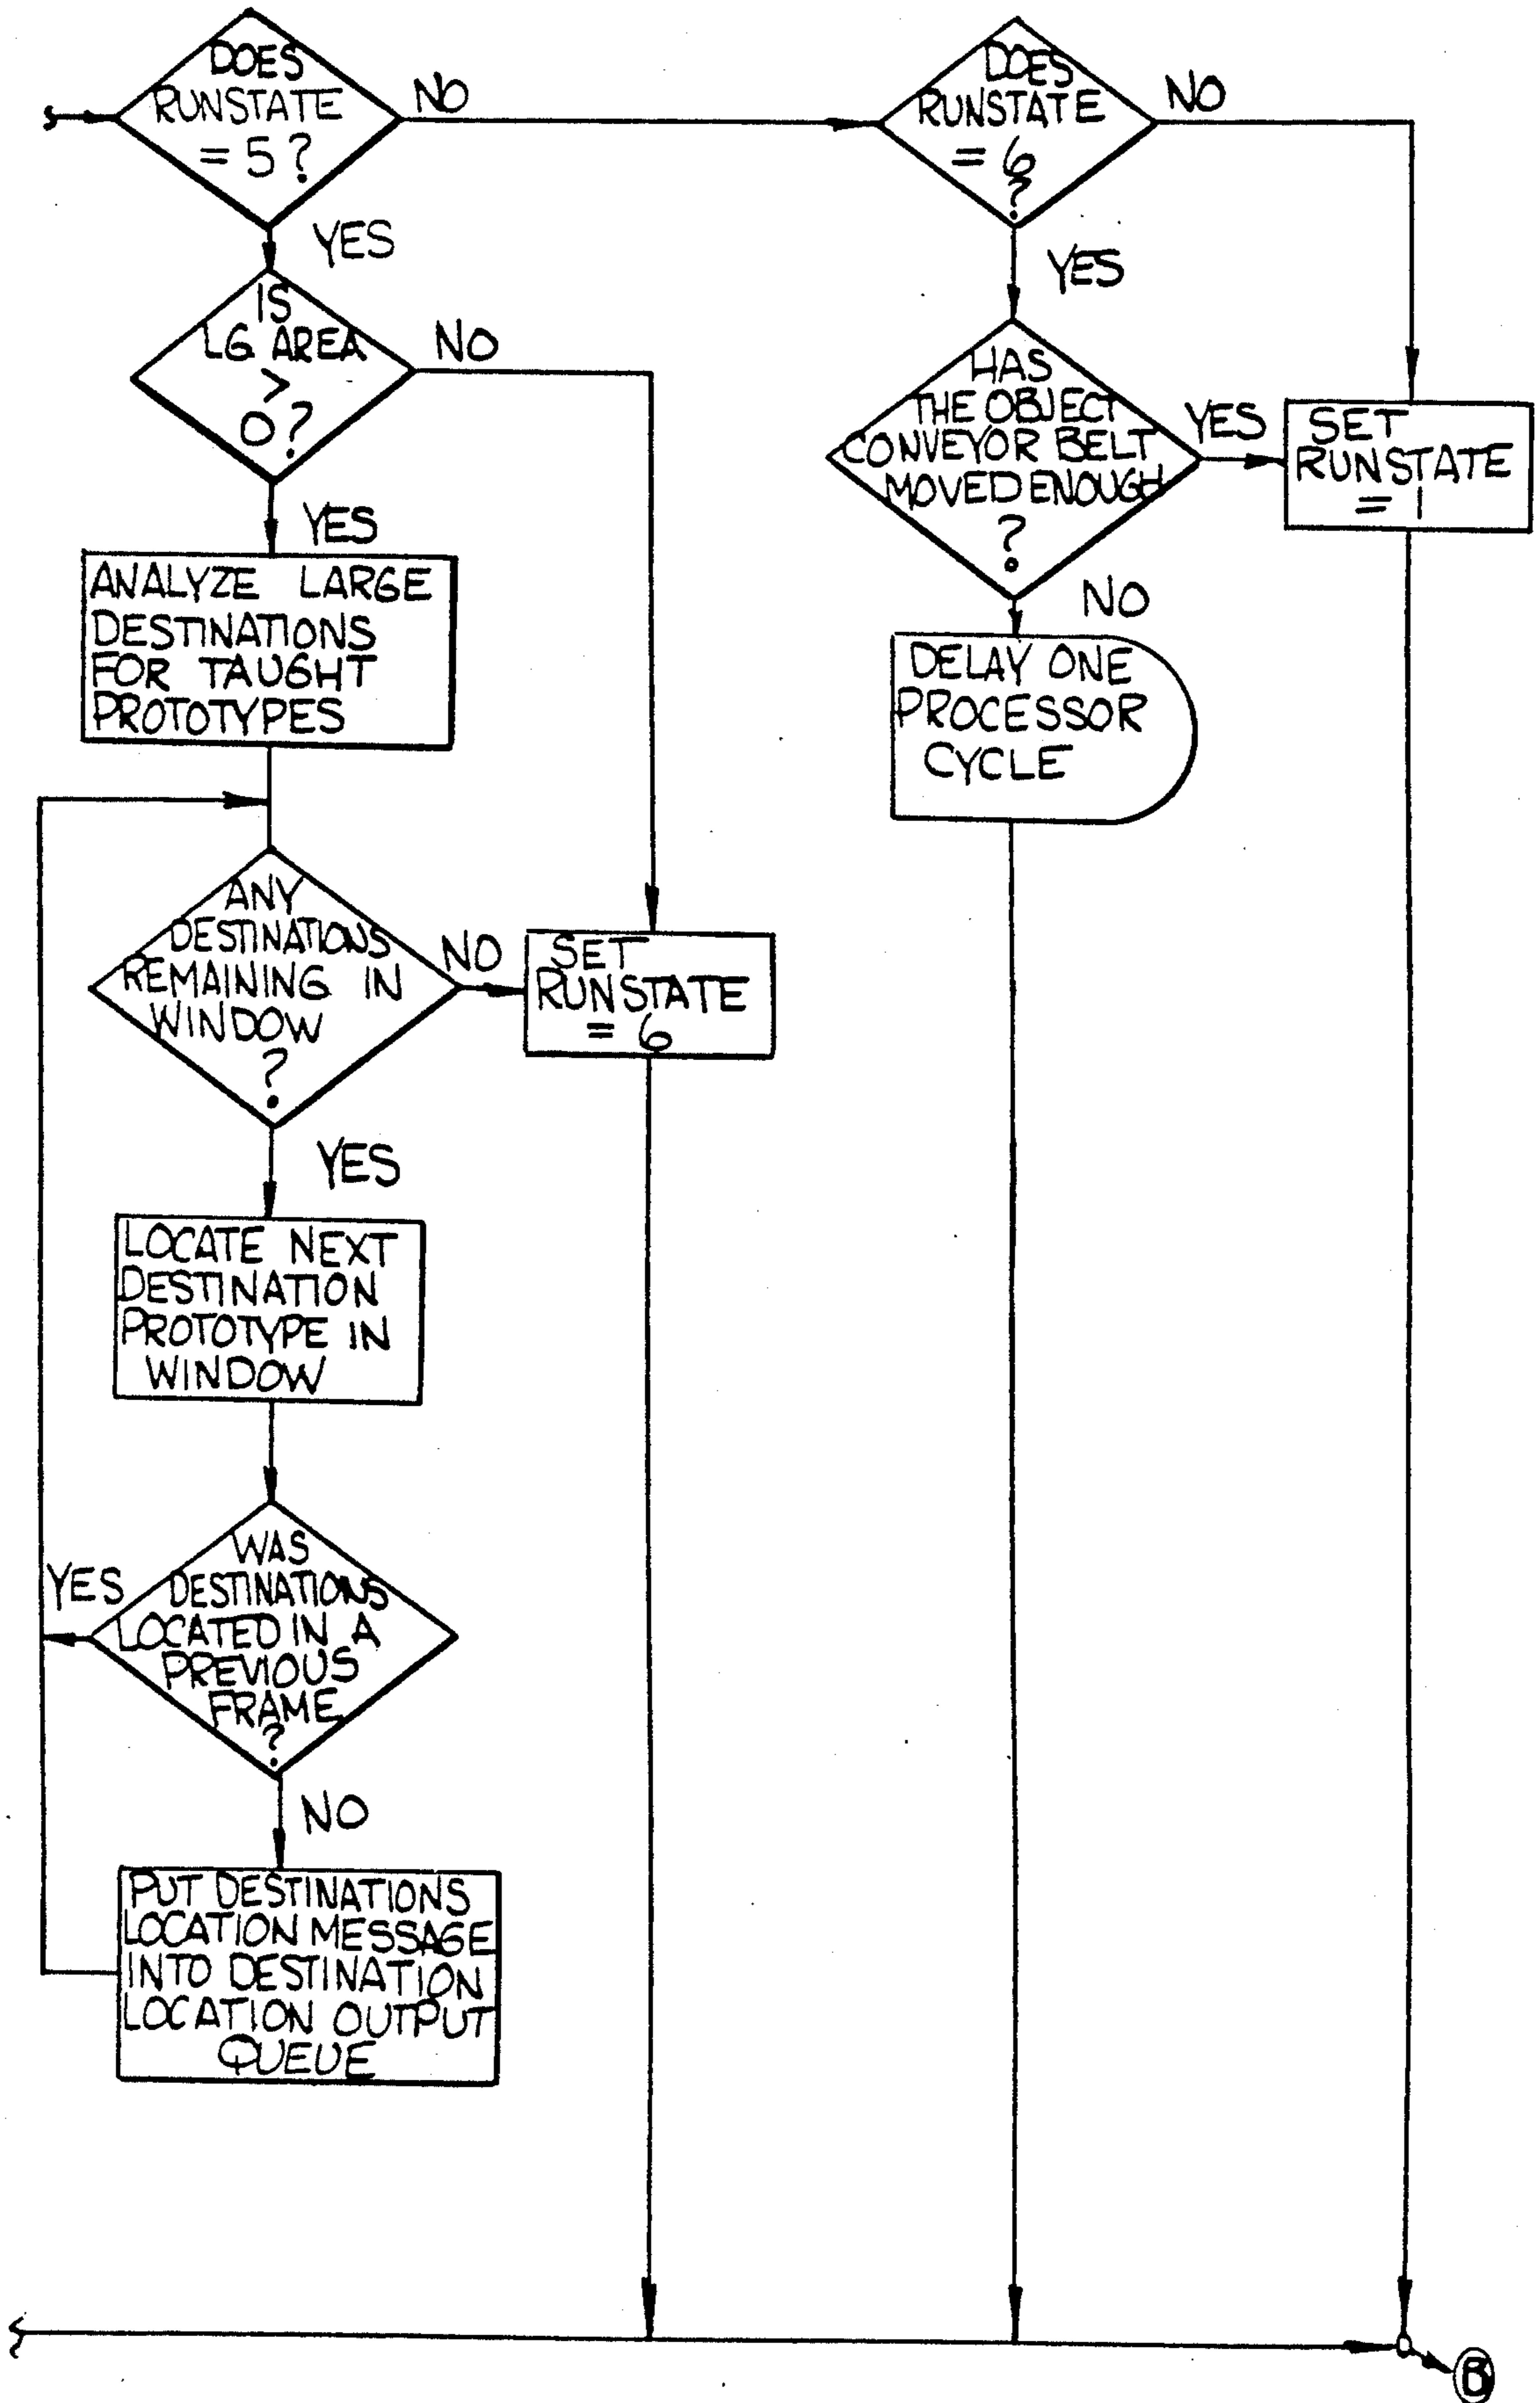 DOES
RUNSTATE
= 5?
NO
YES
IS
LG. AREA
>
0?
NO
YES
ANALYZE LARGE
DESTINATIONS
FOR TAUGHT
PROTOTYPES
ANY
DESTINATIONS
REMAINING IN
WINDOW
?
NO
SET
RUNSTATE
= 6
YES
LOCATE NEXT
DESTINATION
PROTOTYPE IN
WINDOW
WAS
DESTINATIONS
LOCATED IN A
PREVIOUS
FRAME
?
YES
NO
PUT DESTINATIONS
LOCATION MESSAGE
INTO DESTINATION
LOCATION OUTPUT
QUEUE
DOES
RUNSTATE
= 6
?
NO
YES
HAS
THE OBJECT
CONVEYOR BELT
MOVED ENOUGH
?
YES
SET
RUNSTATE
= 1
NO
DELAY ONE
PROCESSOR
CYCLE
B